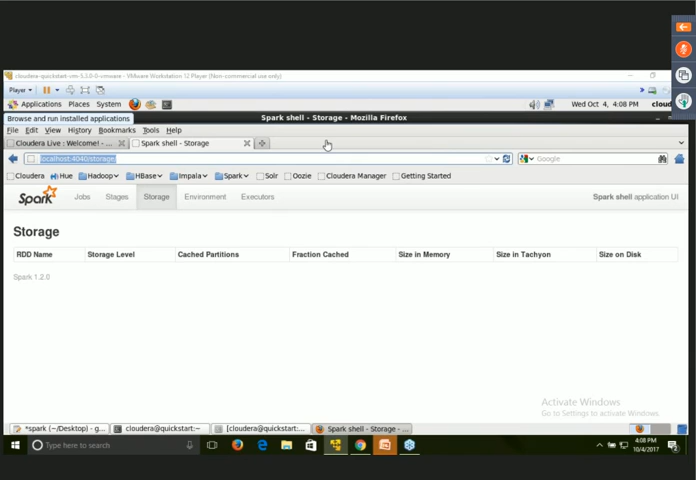 cloudera-quickstart-vm-5.3.0-0-vmware - VMware Workstation 12 Player (Non-commercial use only)
Player
Applications Places System Wed Oct 4, 4:08 PM cloud
Browse and run installed applications
Spark shell - Storage - Mozilla Firefox
File Edit View History Bookmarks Tools Help
Cloudera Live : Welcome! - ... Spark shell - Storage
localhost:4040/storage/ Google
Cloudera Hue Hadoop HBase Impala Spark Solr Oozie Cloudera Manager Getting Started
Spark Jobs Stages Storage Environment Executors Spark shell application UI
Storage
RDD Name Storage Level Cached Partitions Fraction Cached Size in Memory Size in Tachyon Size on Disk
Spark 1.2.0
Activate Windows
Go to Settings to activate Windows.
*spark (~/Desktop) - g... cloudera@quickstart:~ [cloudera@quickstart:... Spark shell - Storage - ...
Type here to search 4:08 PM
10/4/2017